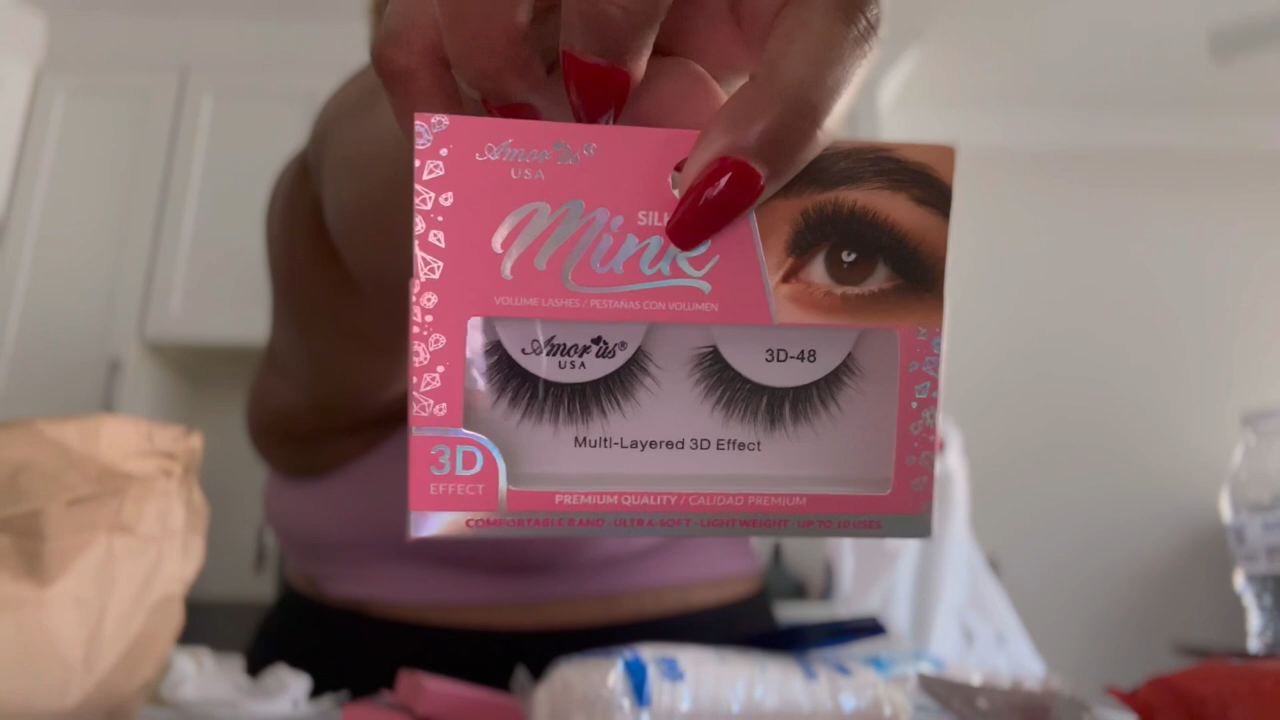 Amor us®
USA
Mink
VOLUME LASHES / PESTAÑAS CON VOLUMEN
Amor us®
USA
3D-48
Multi-Layered 3D Effect
3D
EFFECT
PREMIUM QUALITY / CALIDAD PREMIUM
COMFORTABLE BAND · ULTRA-SOFT · LIGHTWEIGHT · UP TO 10 USES